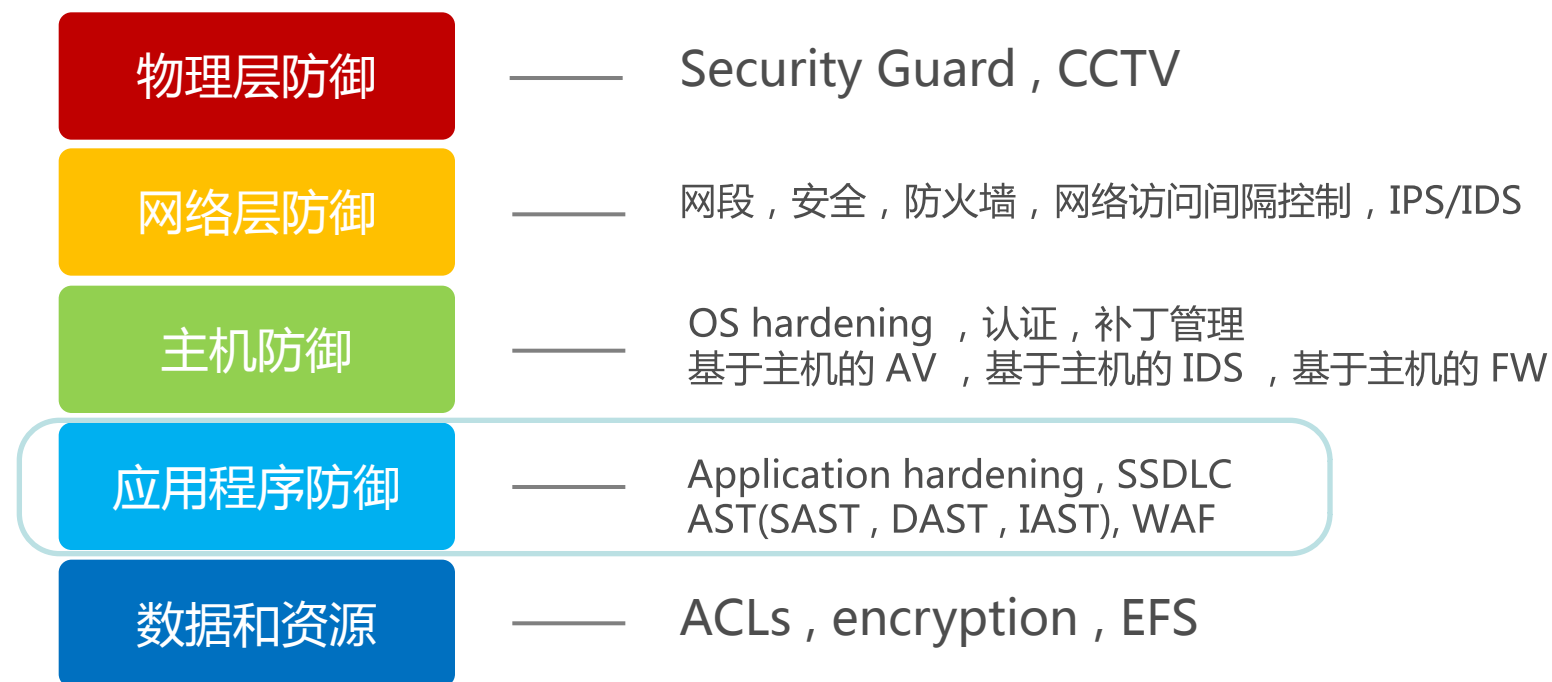 物理层防御
Security Guard , CCTV
网络层防御
网段，安全，防火墙，网络访问间隔控制，IPS/IDS
主机防御
OS hardening ，认证，补丁管理
基于主机的 AV ，基于主机的 IDS ，基于主机的 FW
应用程序防御
Application hardening , SSDLC
AST(SAST , DAST , IAST), WAF
数据和资源
ACLs , encryption , EFS